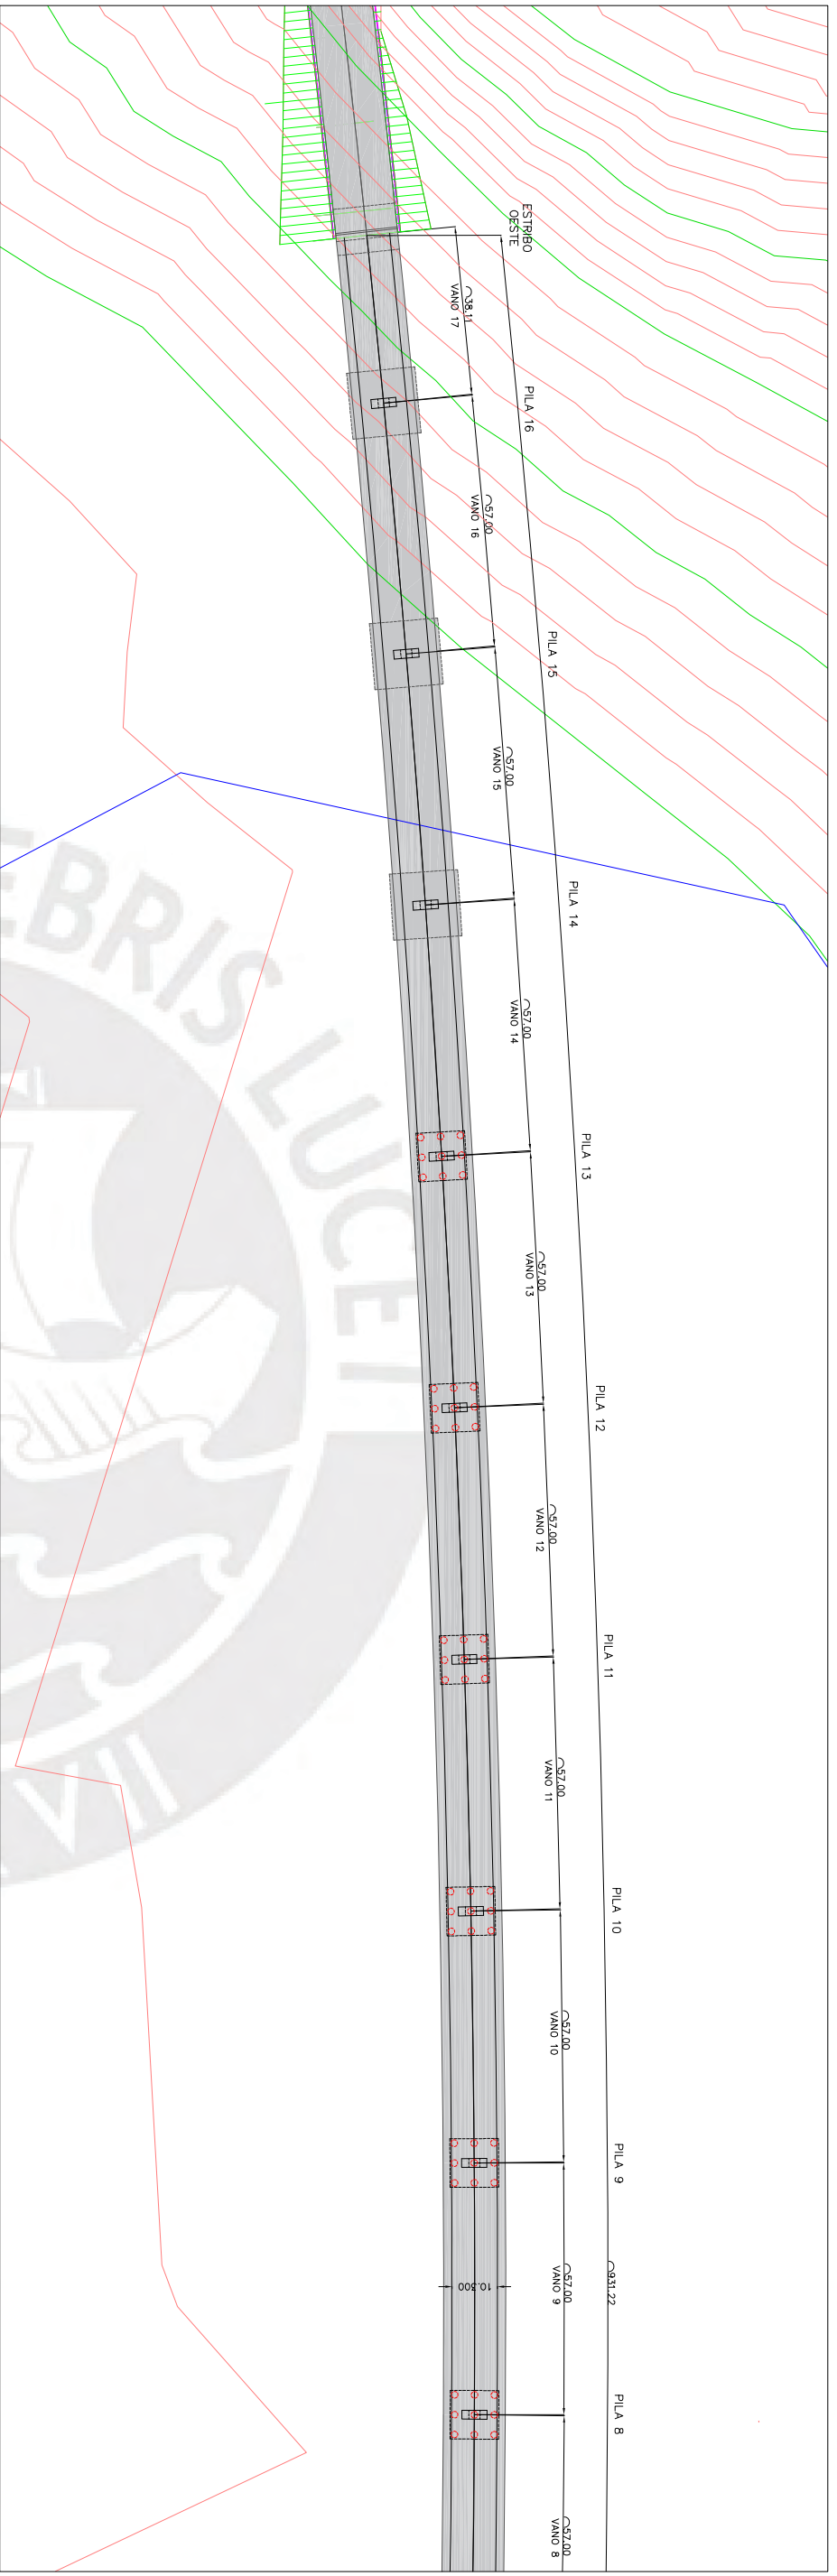 ESTRIBO
OESTE
38.11
VANO 17
PILA 16
57.00
VANO 16
PILA 15
57.00
VANO 15
PILA 14
57.00
VANO 14
PILA 13
57.00
VANO 13
PILA 12
57.00
VANO 12
PILA 11
57.00
VANO 11
PILA 10
57.00
VANO 10
PILA 9
931.22
57.00
VANO 9
10.500
PILA 8
57.00
VANO 8
EBRIS LUCET
VII